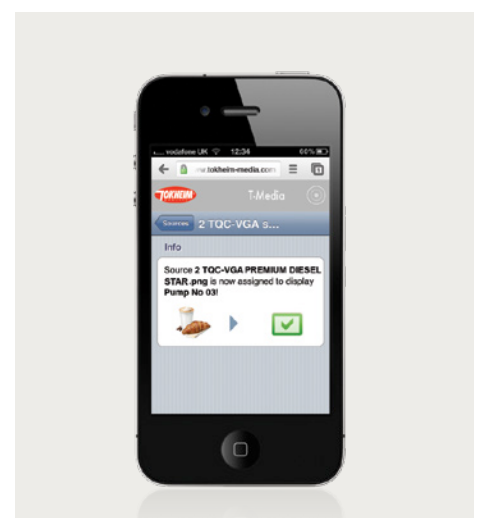 vodafone UK 12:34 60%
tokheim-media.com
TOKHEIM
T-Media
Sources
2 TQC-VGA s...
Info
Source 2 TQC-VGA PREMIUM DIESEL
STAR.png is now assigned to display
Pump No 03!